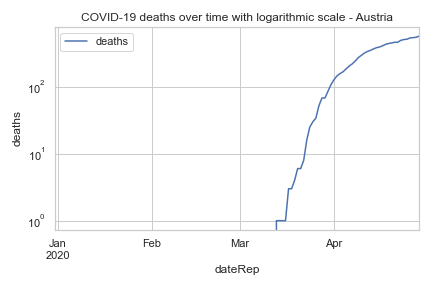 COVID-19 deaths over time with logarithmic scale - Austria
deaths
10²
10¹
10⁰
deaths
Jan Feb Mar Apr
2020
dateRep